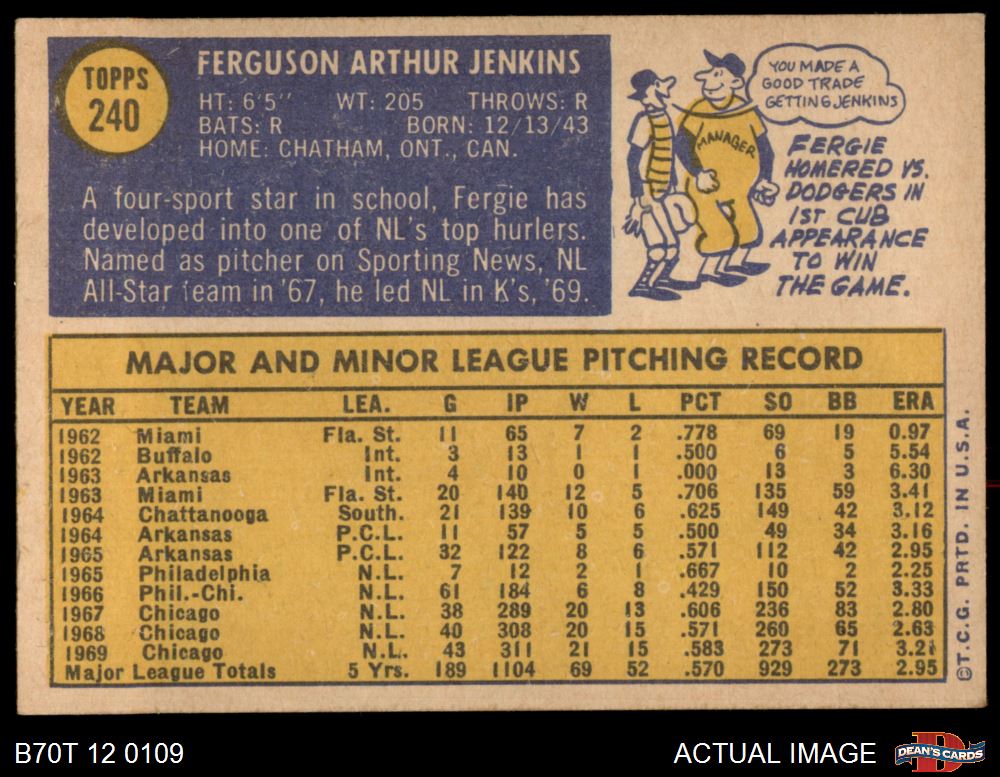 TOPPS
240
FERGUSON ARTHUR JENKINS
HT: 6'5" WT: 205 THROWS: R
BATS: R BORN: 12/13/43
HOME: CHATHAM, ONT., CAN.
A four-sport star in school, Fergie has
developed into one of NL's top hurlers.
Named as pitcher on Sporting News, NL
All-Star team in '67, he led NL in K's, '69.
YOU MADE A
GOOD TRADE
GETTING JENKINS
MANAGER
FERGIE
HOMERED VS.
DODGERS IN
1ST CUB
APPEARANCE
TO WIN
THE GAME.
MAJOR AND MINOR LEAGUE PITCHING RECORD
YEAR TEAM LEA. G IP W L PCT SO BB ERA
1962 Miami Fla. St. 11 65 7 2 .778 69 19 0.97
1962 Buffalo Int. 3 13 1 1 .500 6 5 5.54
1963 Arkansas Int. 4 10 0 1 .000 13 3 6.30
1963 Miami Fla. St. 20 140 12 5 .706 135 59 3.41
1964 Chattanooga South. 21 139 10 6 .625 149 42 3.12
1964 Arkansas P.C.L. 11 57 5 5 .500 49 34 3.16
1965 Arkansas P.C.L. 32 122 8 6 .571 112 42 2.95
1965 Philadelphia N.L. 7 12 2 1 .667 10 2 2.25
1966 Phil.-Chi. N.L. 61 184 6 8 .429 150 52 3.33
1967 Chicago N.L. 38 289 20 13 .606 236 83 2.80
1968 Chicago N.L. 40 308 20 15 .571 260 65 2.63
1969 Chicago N.L. 43 311 21 15 .583 273 71 3.21
Major League Totals 5 Yrs. 189 1104 69 52 .570 929 273 2.95
©T.C.G. PRTD. IN U.S.A.
B70T 12 0109
ACTUAL IMAGE
DEAN'S CARDS